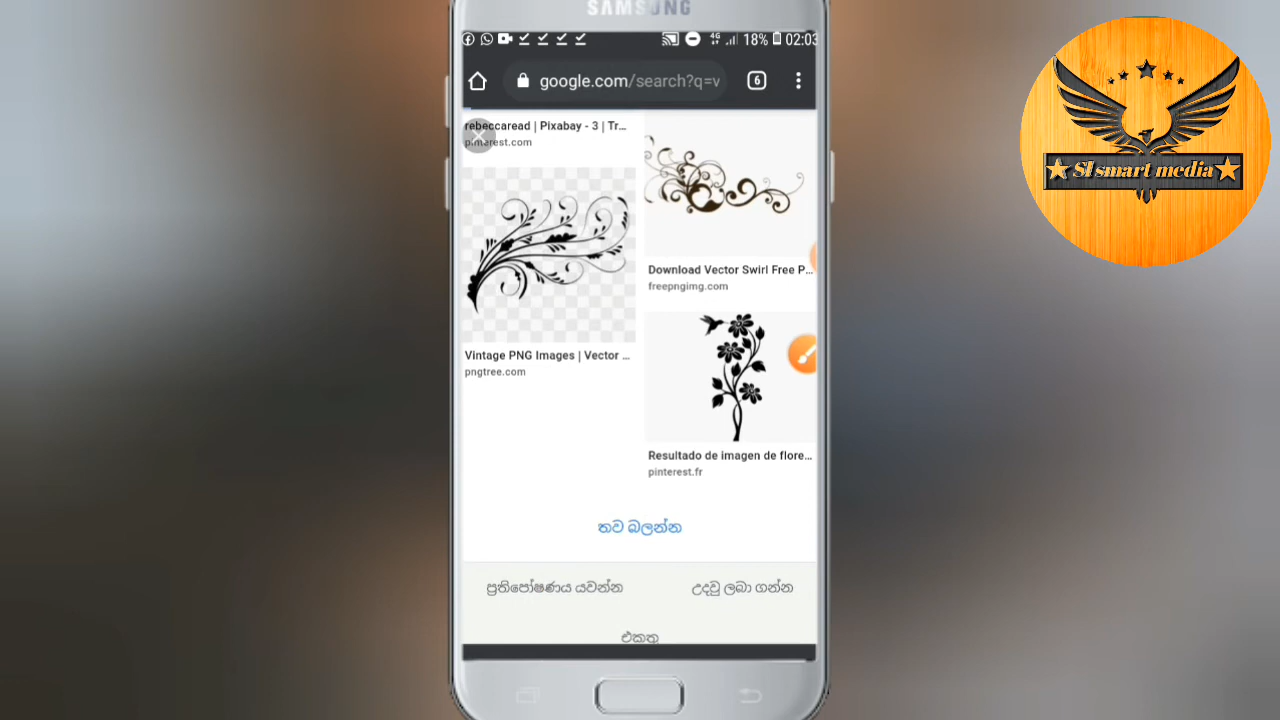 SAMSUNG
4G 18% 02:03
google.com/search?q=v
6
rebeccaread | Pixabay - 3 | Tr...
pinterest.com
Download Vector Swirl Free P...
freepngimg.com
Vintage PNG Images | Vector ...
pngtree.com
Resultado de imagen de flore...
pinterest.fr
තව බලන්න
ප්‍රතිපෝෂණය යවන්න
උදවු ලබා ගන්න
එකතු
Sl smart media